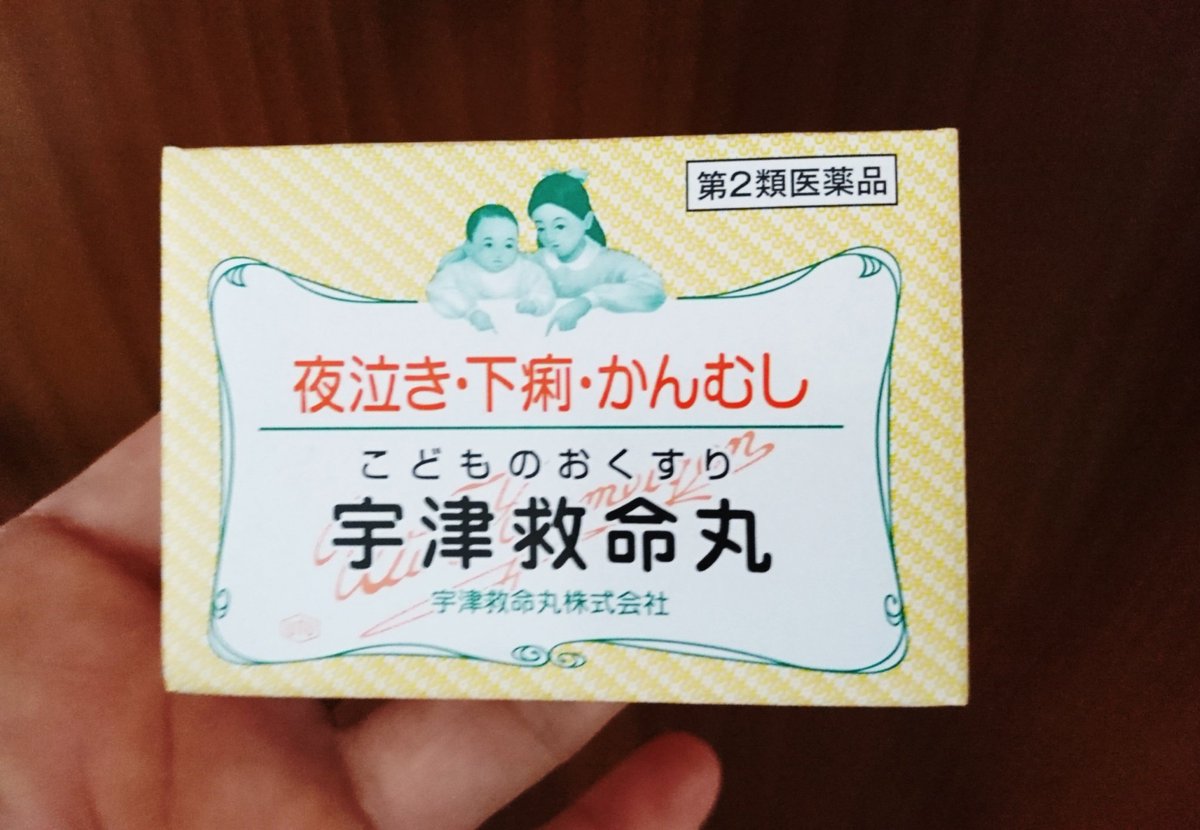 第2類医薬品
夜泣き・下痢・かんむし
こどものおくすり
宇津救命丸
宇津救命丸株式会社